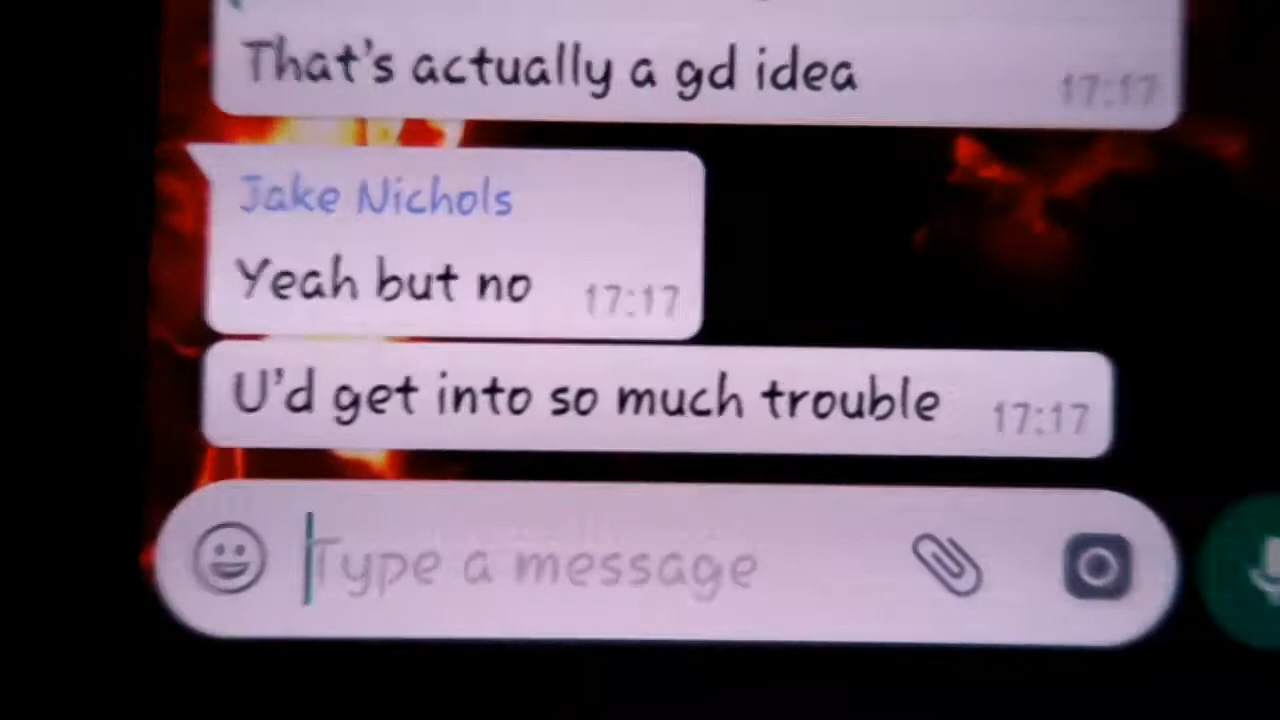 That's actually a gd idea
17:17
Jake Nichols
Yeah but no 17:17
U'd get into so much trouble 17:17
Type a message